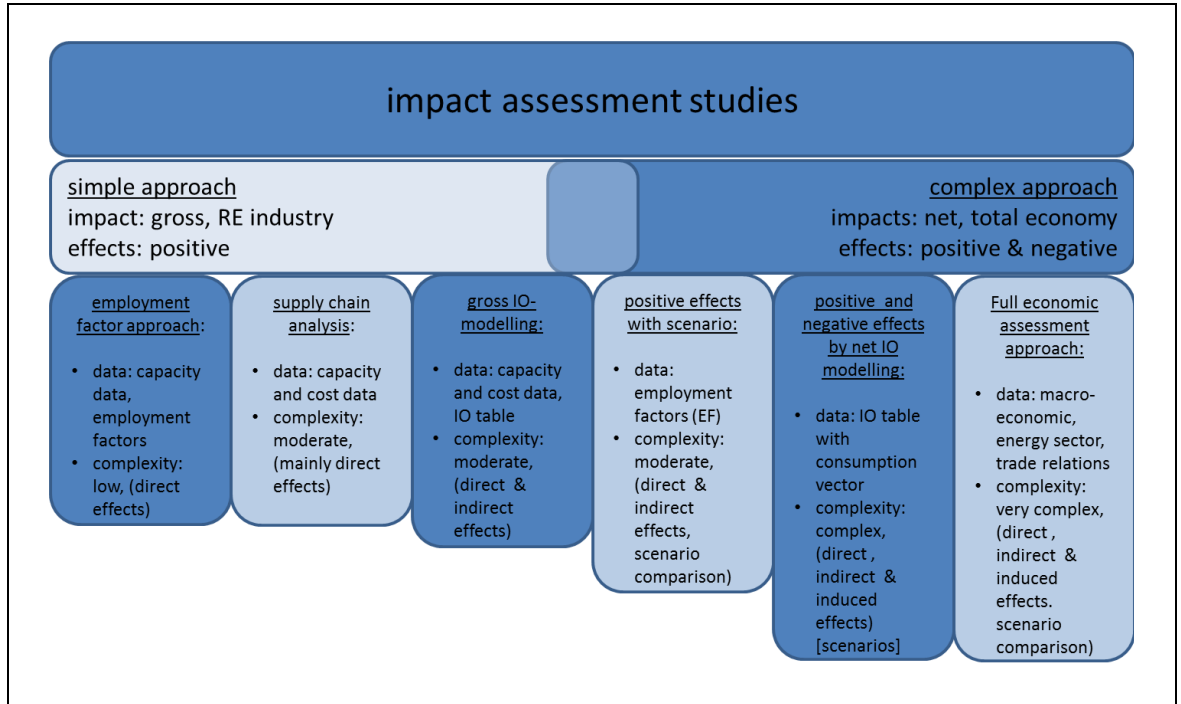 impact assessment studies
simple approach
impact: gross, RE industry
effects: positive
complex approach
impacts: net, total economy
effects: positive & negative
employment
factor approach:
• data: capacity
data,
employment
factors
• complexity:
low, (direct
effects)
supply chain
analysis:
• data: capacity
and cost data
• complexity:
moderate,
(mainly direct
effects)
gross IO-
modelling:
• data: capacity
and cost data,
IO table
• complexity:
moderate,
(direct &
indirect
effects)
positive effects
with scenario:
• data:
employment
factors (EF)
• complexity:
moderate,
(direct &
indirect
effects,
scenario
comparison)
positive and
negative effects
by net IO
modelling:
• data: IO table
with
consumption
vector
• complexity:
complex,
(direct ,
indirect &
induced
effects)
[scenarios]
Full economic
assessment
approach:
• data: macro-
economic,
energy sector,
trade relations
• complexity:
very complex,
(direct ,
indirect &
induced
effects.
scenario
comparison)